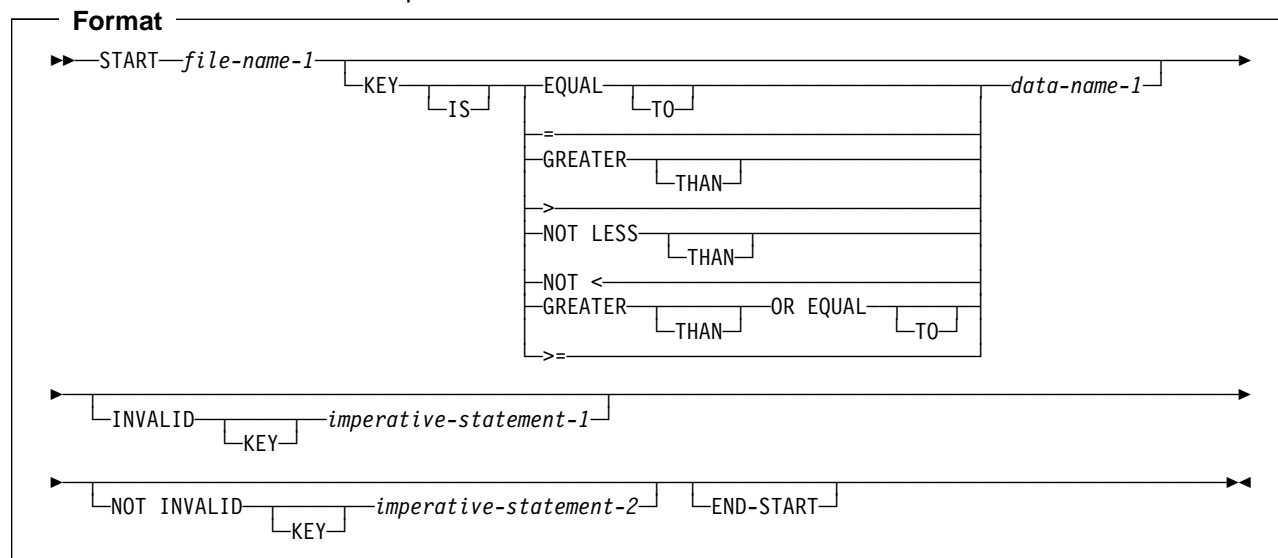 Format
START file-name-1
KEY IS EQUAL TO data-name-1
=
GREATER THAN
>
NOT LESS THAN
NOT <
GREATER THAN OR EQUAL TO
>=
INVALID KEY imperative-statement-1
NOT INVALID KEY imperative-statement-2 END-START